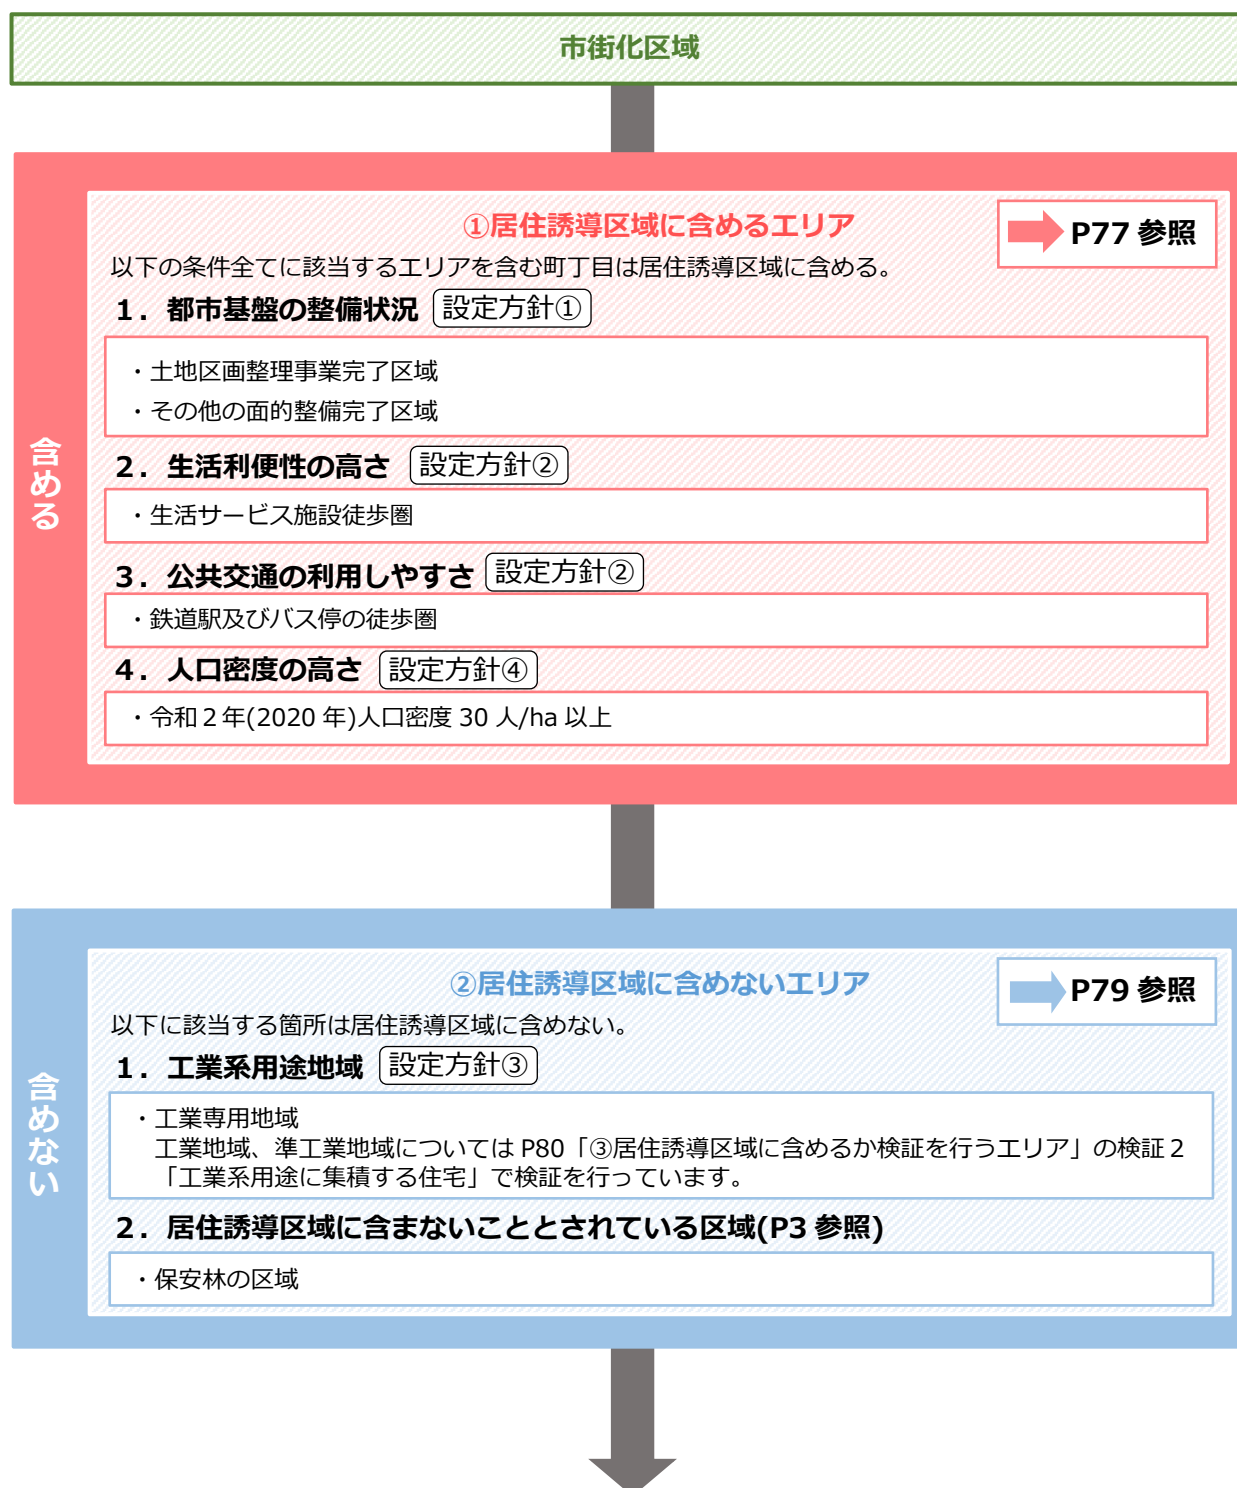 市街化区域
含める
①居住誘導区域に含めるエリア
P77 参照
以下の条件全てに該当するエリアを含む町丁目は居住誘導区域に含める。
１．都市基盤の整備状況 設定方針①
・土地区画整理事業完了区域
・その他の面的整備完了区域
２．生活利便性の高さ 設定方針②
・生活サービス施設徒歩圏
３．公共交通の利用しやすさ 設定方針②
・鉄道駅及びバス停の徒歩圏
４．人口密度の高さ 設定方針④
・令和２年(2020 年)人口密度 30 人/ha 以上
含めない
②居住誘導区域に含めないエリア
P79 参照
以下に該当する箇所は居住誘導区域に含めない。
１．工業系用途地域 設定方針③
・工業専用地域
工業地域、準工業地域については P80「③居住誘導区域に含めるか検証を行うエリア」の検証２
「工業系用途に集積する住宅」で検証を行っています。
２．居住誘導区域に含まないこととされている区域(P3 参照)
・保安林の区域